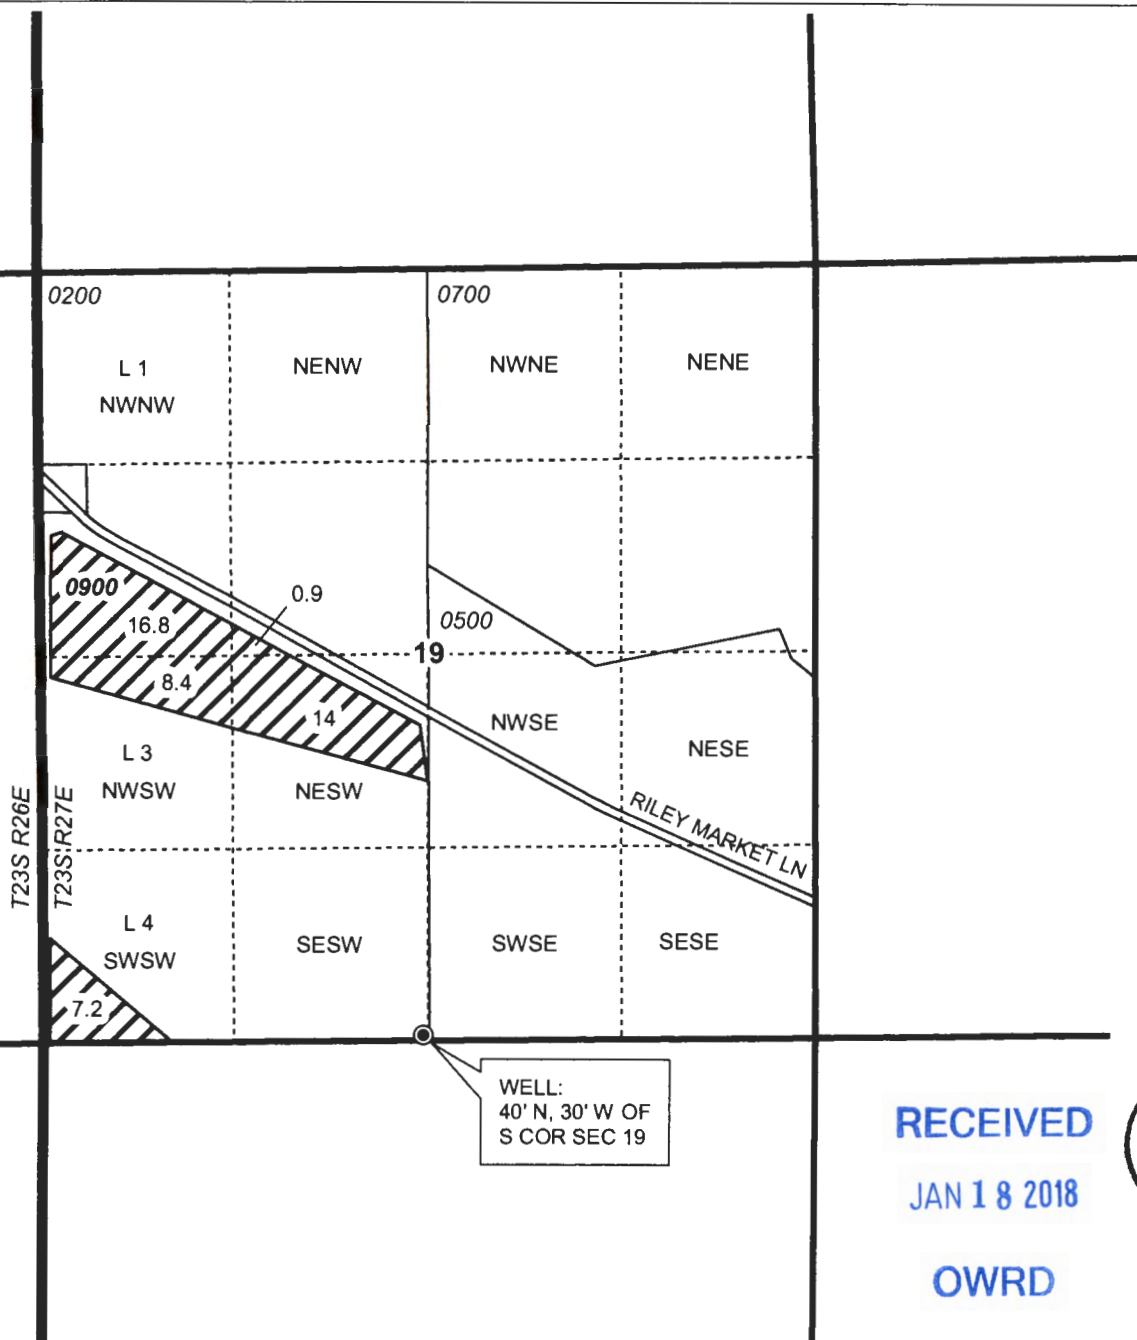 0200
0700
L 1
NWNW
NENW
NWNE
NENE
0900
0.9
16.8
0500
19
8.4
14
NWSE
NESE
L 3
NWSW
NESW
RILEY MARKET LN
T23S R26E
T23S R27E
L 4
SWSW
SESW
SWSE
SESE
7.2
WELL:
40' N, 30' W OF
S COR SEC 19
RECEIVED
JAN 18 2018
OWRD